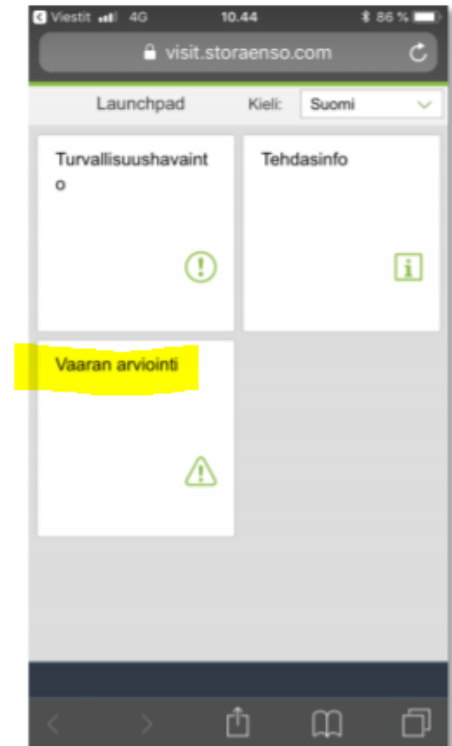 Viestit 4G 10.44 86 %
visit.storaenso.com
Launchpad Kieli: Suomi
Turvallisuushavaint
o
Tehdasinfo
Vaaran arviointi